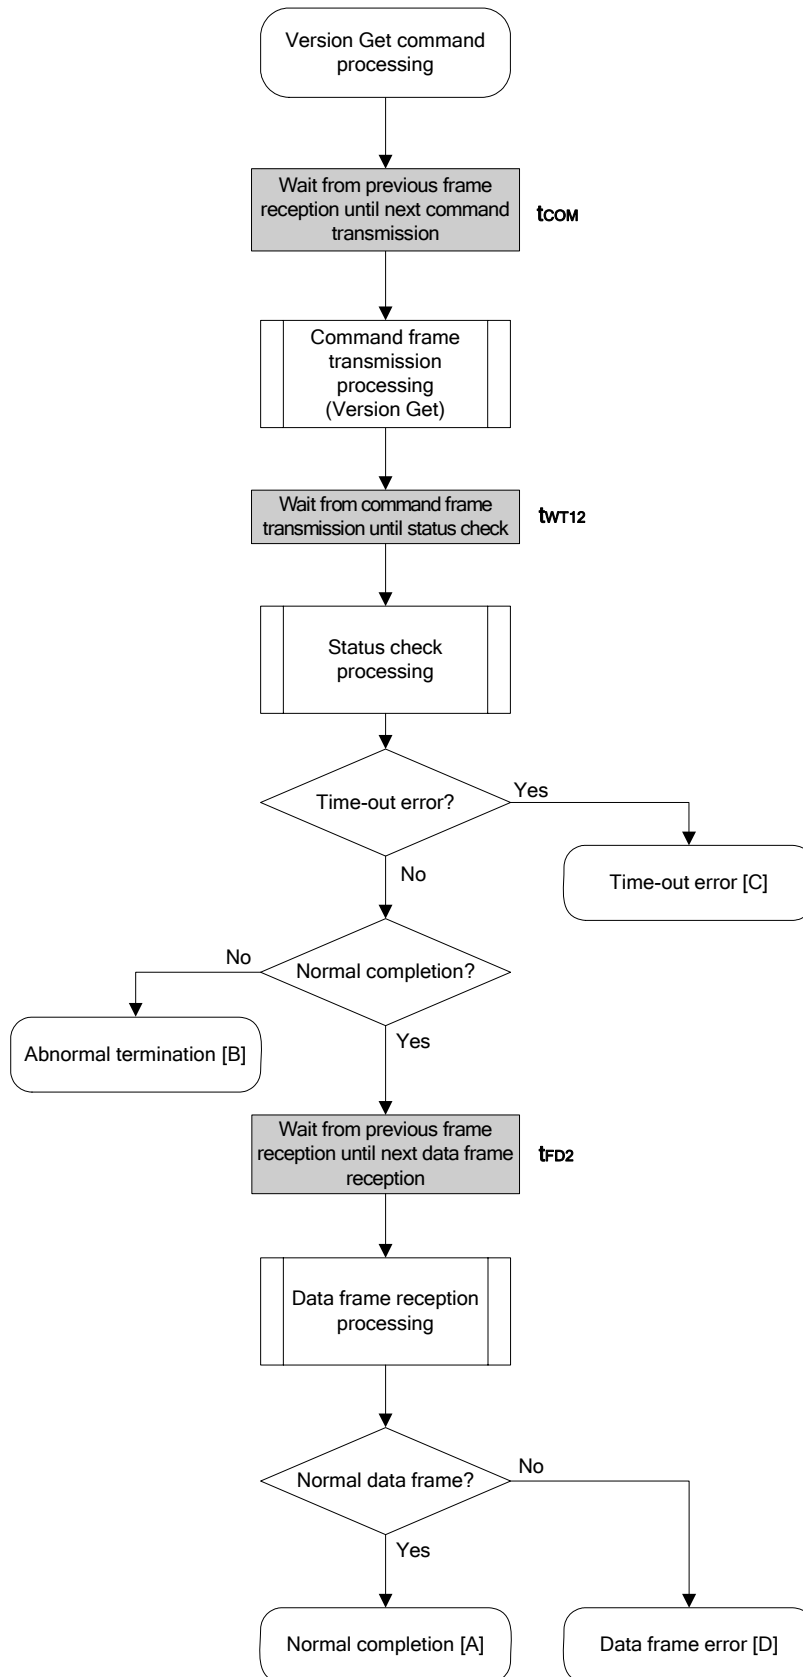 Version Get command
processing
Wait from previous frame
reception until next command
transmission
tCOM
Command frame
transmission
processing
(Version Get)
Wait from command frame
transmission until status check
tWT12
Status check
processing
Time-out error?
Yes
Time-out error [C]
No
Normal completion?
No
Abnormal termination [B]
Yes
Wait from previous frame
reception until next data frame
reception
tFD2
Data frame reception
processing
Normal data frame?
No
Yes
Normal completion [A]
Data frame error [D]